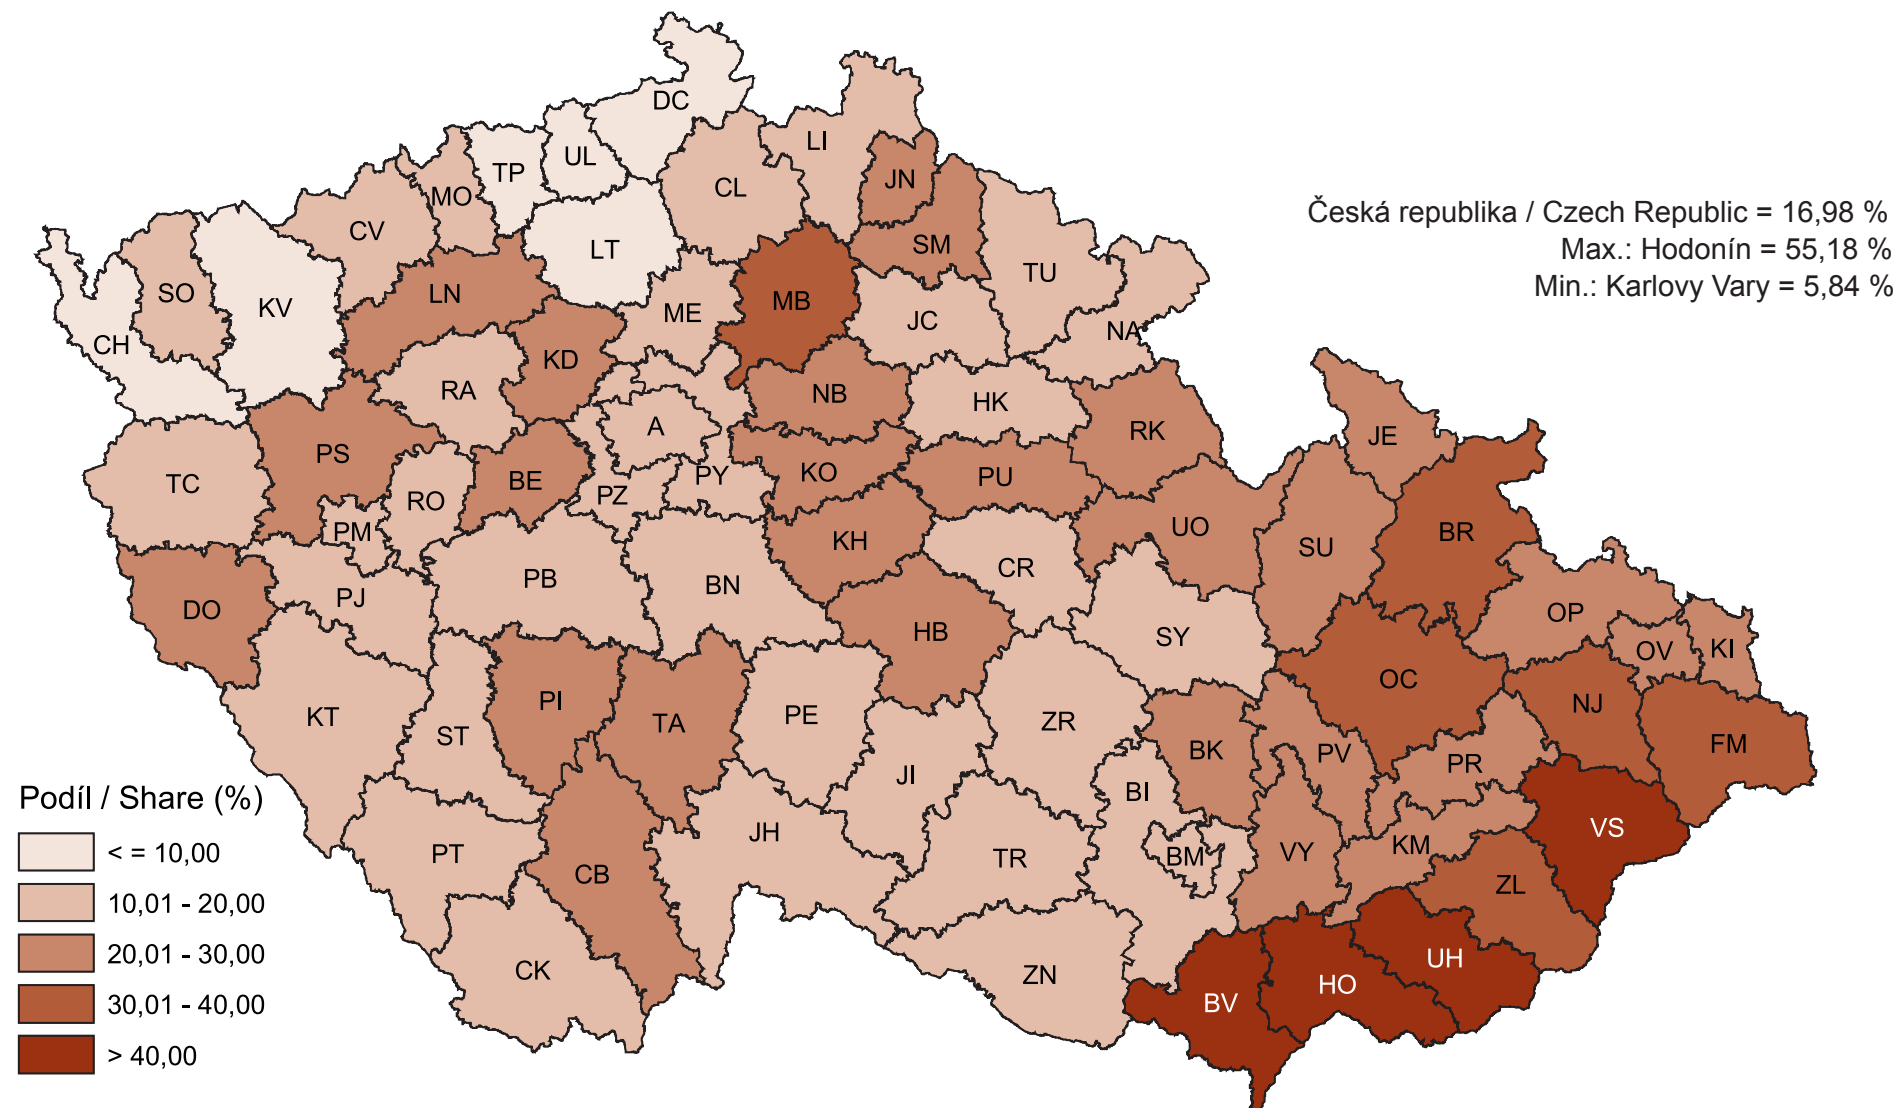 DC
LI
UL
TP
CL
JN
MO
CV
Česká republika / Czech Republic = 16,98 %
SM
LT
Max.: Hodonín = 55,18 %
TU
SO
LN
MB
Min.: Karlovy Vary = 5,84 %
KV
ME
JC
NA
CH
KD
RA
NB
HK
A
RK
JE
PS
TC
BE
KO
PY
PU
RO
PZ
PM
KH
UO
BR
SU
CR
PB
BN
PJ
DO
HB
OP
SY
OV
KI
OC
PI
NJ
KT
PE
ZR
TA
ST
BK
PV
FM
PR
JI
BI
Podíl / Share (%)
VS
JH
< = 10,00
PT
TR
BM
VY
KM
CB
ZL
10,01 - 20,00
20,01 - 30,00
UH
CK
ZN
HO
30,01 - 40,00
BV
> 40,00